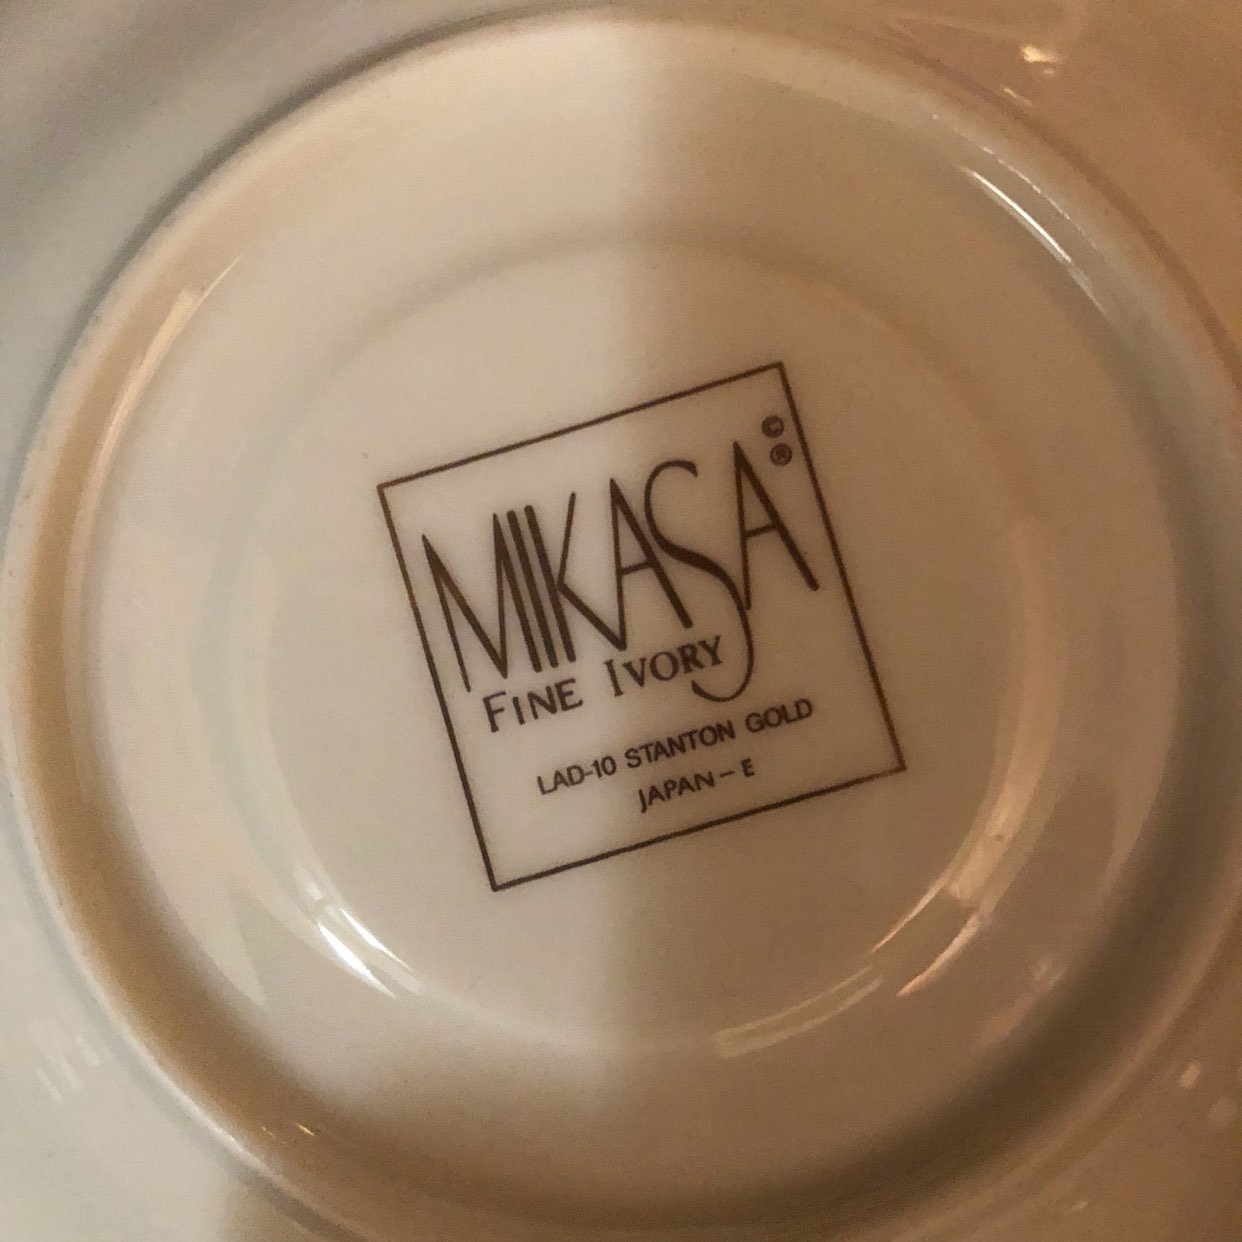 MIKASA ©
®
FINE IVORY
LAD-10 STANTON GOLD
JAPAN-E